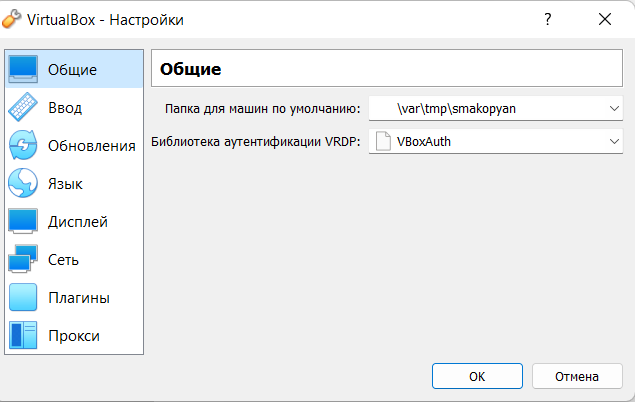 VirtualBox - Настройки
?
Общие
Ввод
Обновления
Язык
Дисплей
Сеть
Плагины
Прокси
Общие
Папка для машин по умолчанию: \var\tmp\smakopyan
Библиотека аутентификации VRDP: VBoxAuth
OK
Отмена